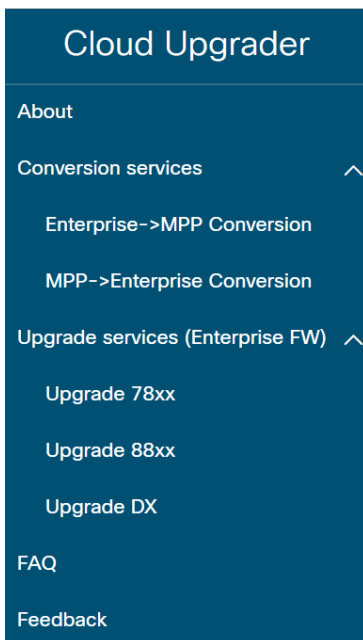 Cloud Upgrader
About
Conversion services
Enterprise->MPP Conversion
MPP->Enterprise Conversion
Upgrade services (Enterprise FW)
Upgrade 78xx
Upgrade 88xx
Upgrade DX
FAQ
Feedback